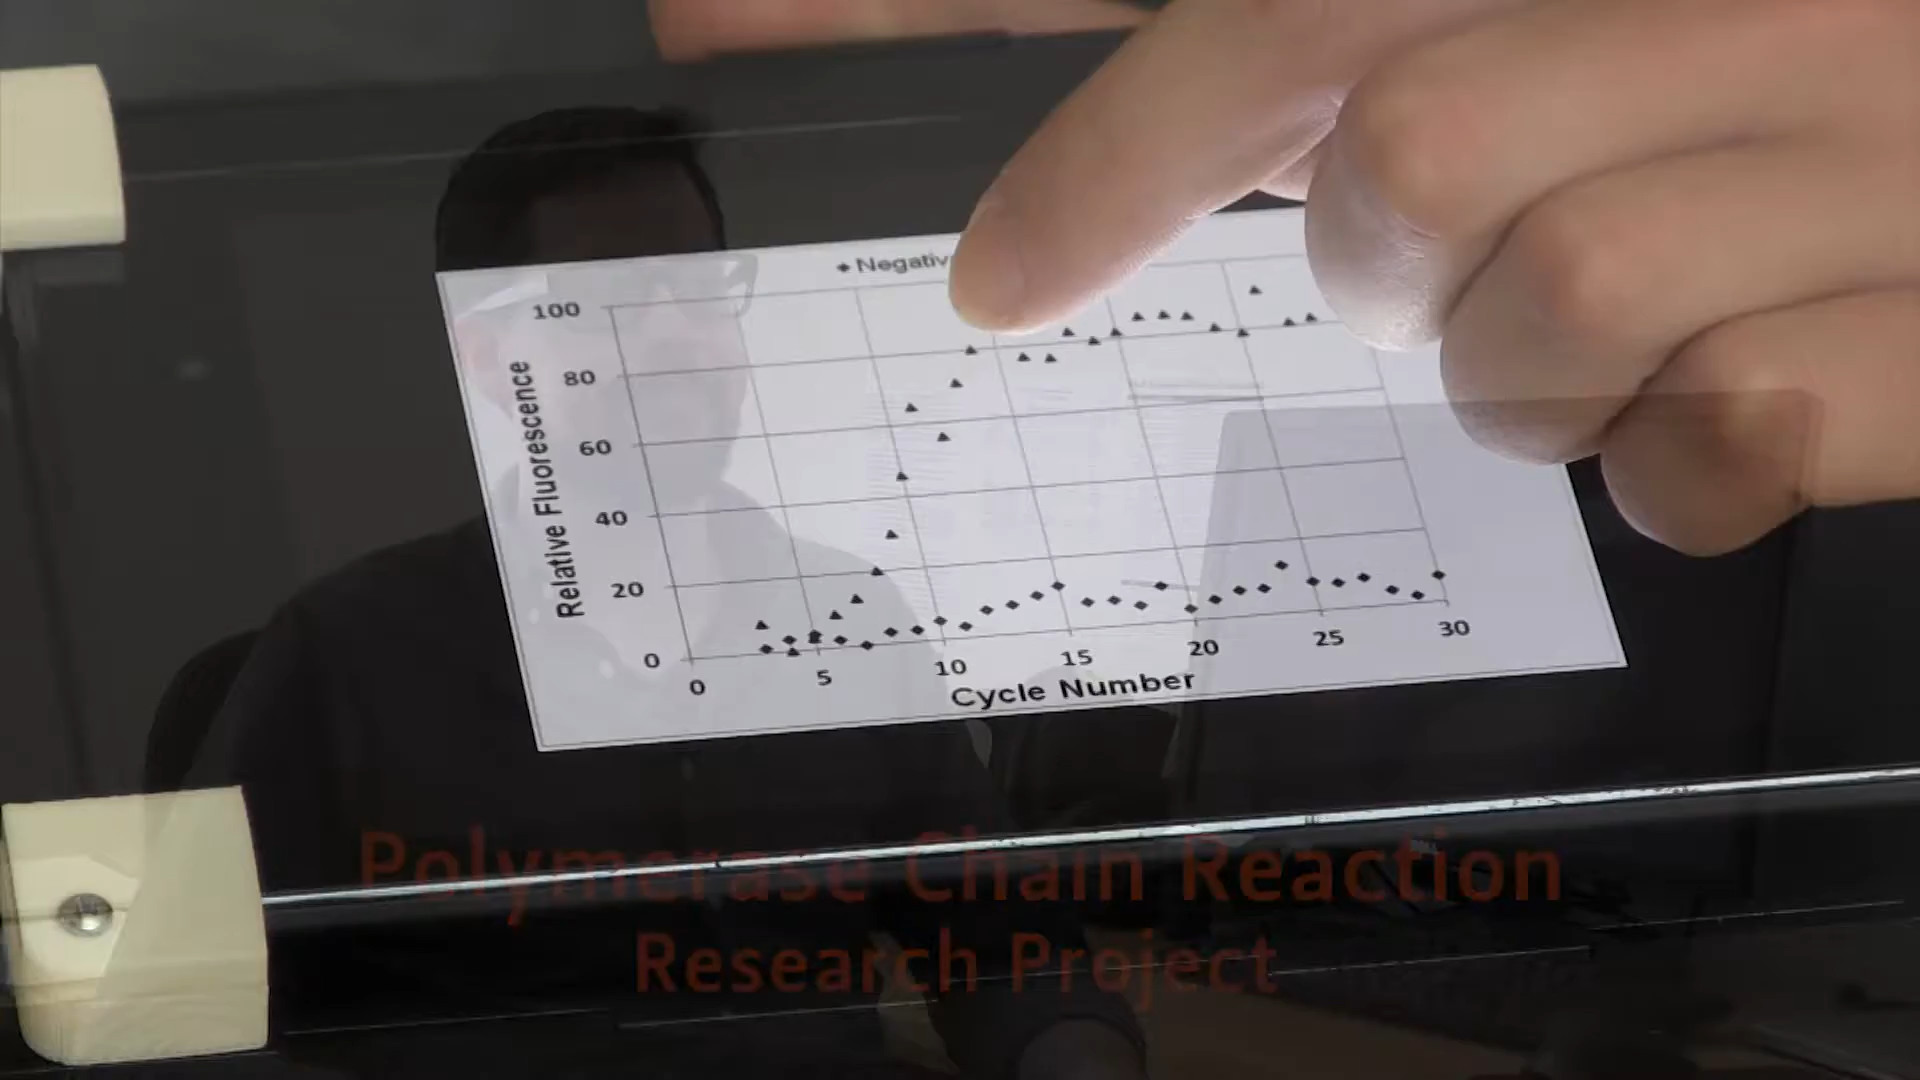 Negativ
100
80
60
40
20
0
Relative Fluorescence
0 5 10 15 20 25 30
Cycle Number
Polymerase Chain Reaction
Research Project